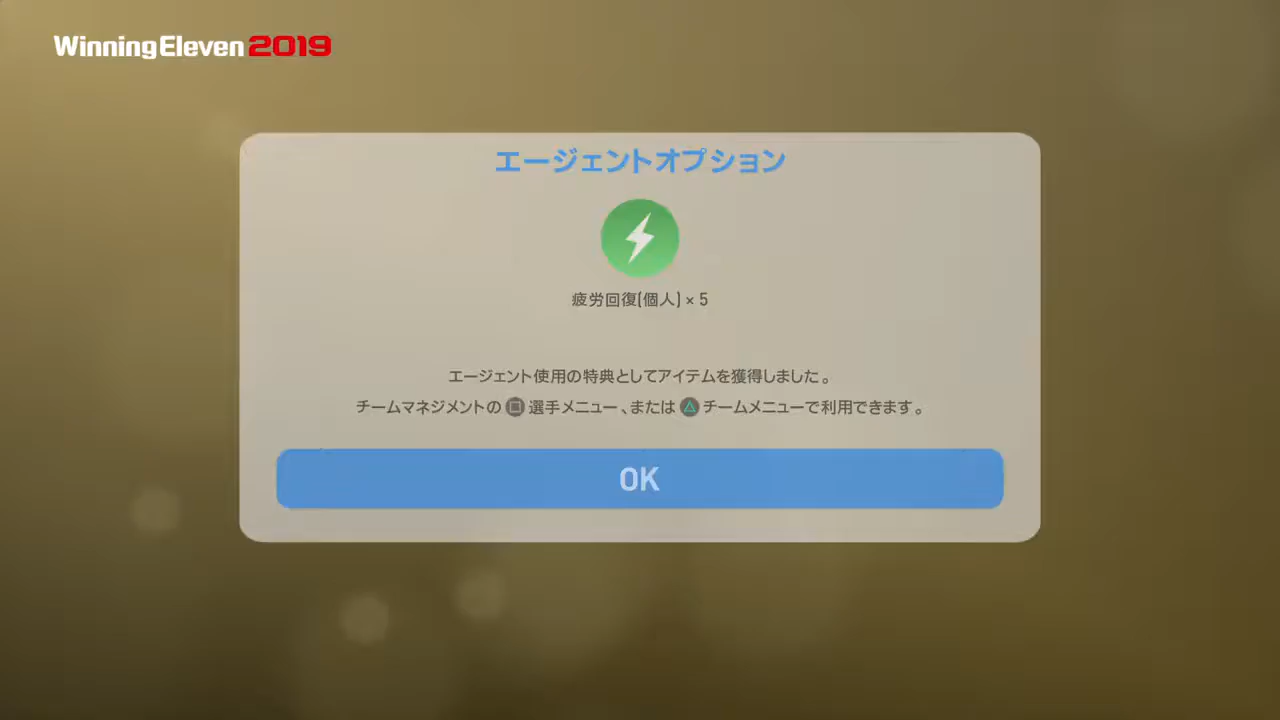 WinningEleven 2019
エージェントオプション
疲労回復(個人) × 5
エージェント使用の特典としてアイテムを獲得しました。
チームマネジメントの □ 選手メニュー、または △ チームメニューで利用できます。
OK